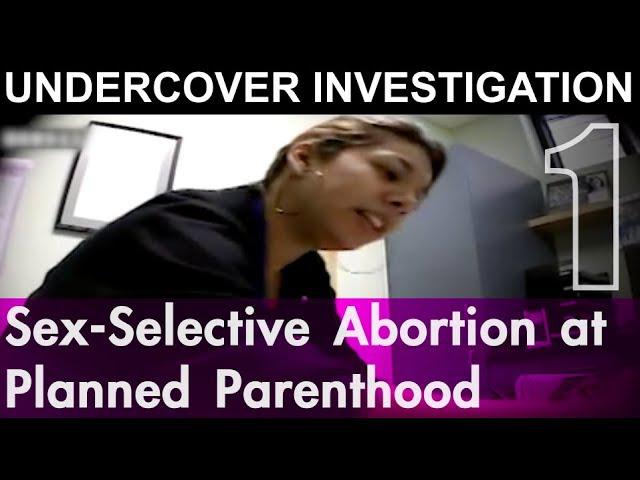 UNDERCOVER INVESTIGATION
1
Sex-Selective Abortion at
Planned Parenthood